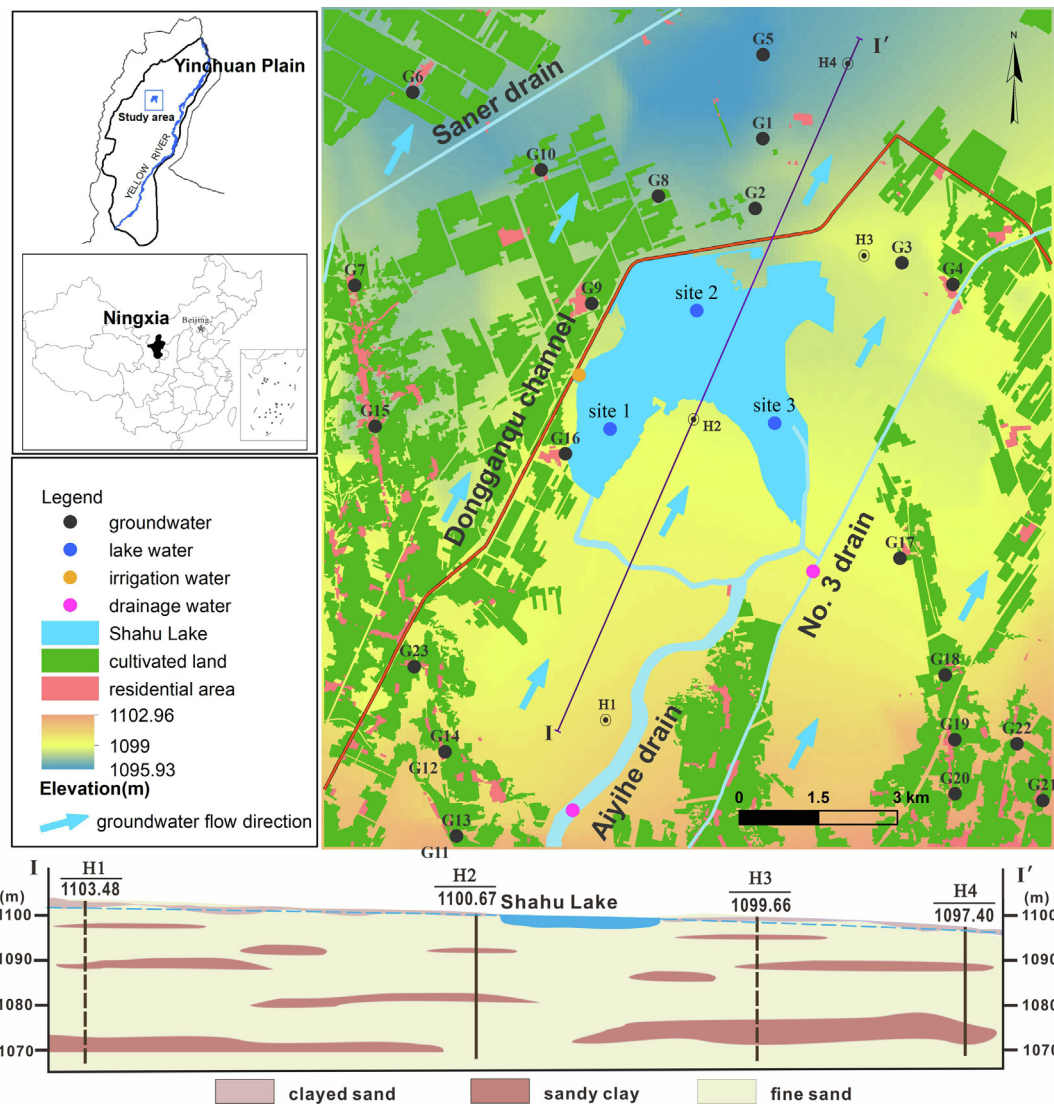 Yinchuan Plain
Study area
YELLOW RIVER
Ningxia
Beijing
Legend
groundwater
lake water
irrigation water
drainage water
Shahu Lake
cultivated land
residential area
1102.96
1099
1095.93
Elevation(m)
groundwater flow direction
N
I′
G5
H4
G6
Saner drain
G1
G10
G8
G2
H3
G3
G7
G4
G9
site 2
Dongganqu channel
G15
site 1
site 3
H2
G16
No. 3 drain
G17
G23
G18
H1
I
G14
G12
G19
G22
Aiyihe drain
G20
G21
0 1.5 3 km
G13
G11
I
H1
1103.48
H2
1100.67
Shahu Lake
H3
1099.66
H4
1097.40
I′
(m)
(m)
1100
1100
1090
1090
1080
1080
1070
1070
clayed sand
sandy clay
fine sand